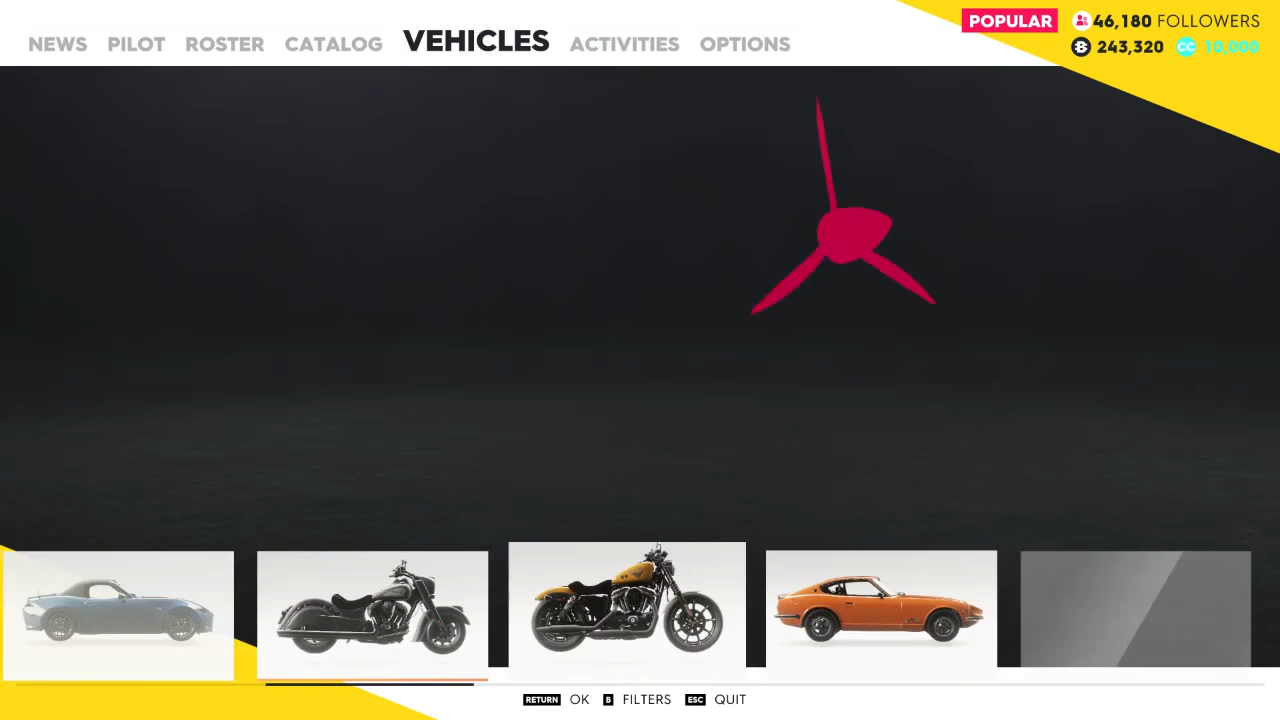 NEWS PILOT ROSTER CATALOG VEHICLES ACTIVITIES OPTIONS
POPULAR 46,180 FOLLOWERS
243,320 CC 10,000
RETURN OK B FILTERS ESC QUIT